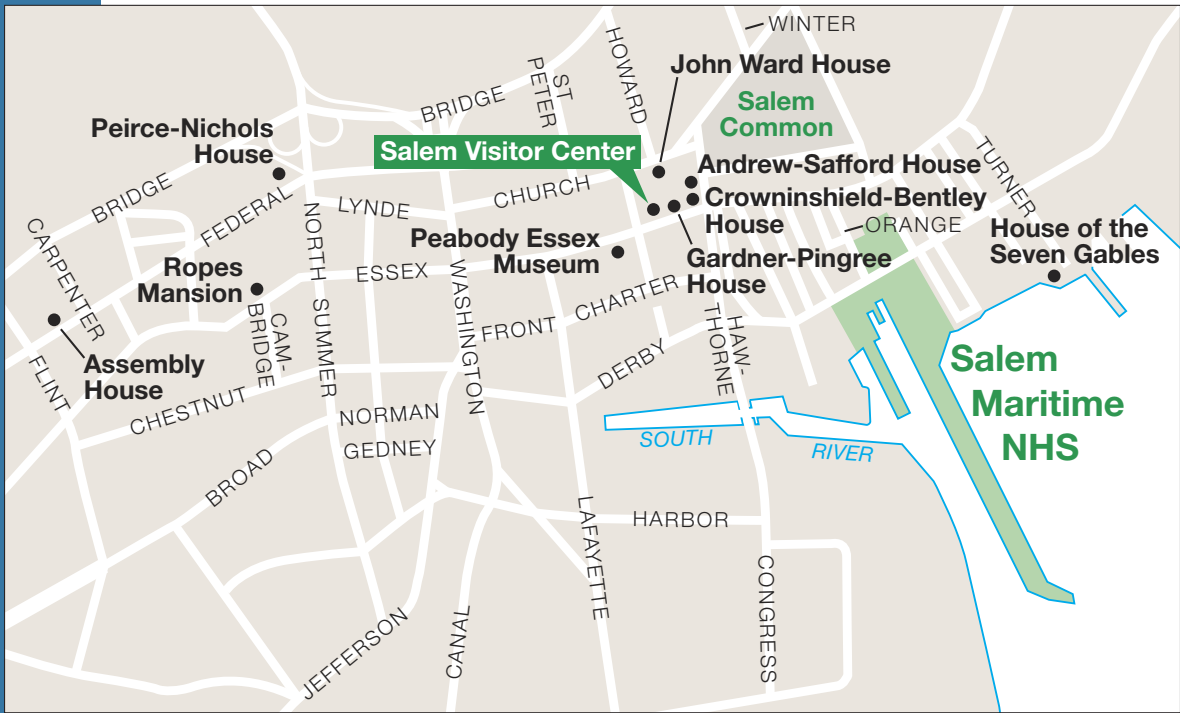 WINTER
HOWARD
John Ward House
ST
PETER
BRIDGE
Salem
Common
Peirce-Nichols
House
Salem Visitor Center
Andrew-Safford House
TURNER
CHURCH
Crowninshield-Bentley
House
BRIDGE
FEDERAL
LYNDE
NORTH
ORANGE
CARPENTER
Peabody Essex
Museum
House of the
Seven Gables
Gardner-Pingree
House
Ropes
Mansion
ESSEX
WASHINGTON
CHARTER
SUMMER
FRONT
HAW-
THORNE
CAM-
BRIDGE
Assembly
House
FLINT
DERBY
Salem
Maritime
NHS
CHESTNUT
NORMAN
GEDNEY
SOUTH
RIVER
BROAD
HARBOR
LAFAYETTE
CONGRESS
CANAL
JEFFERSON